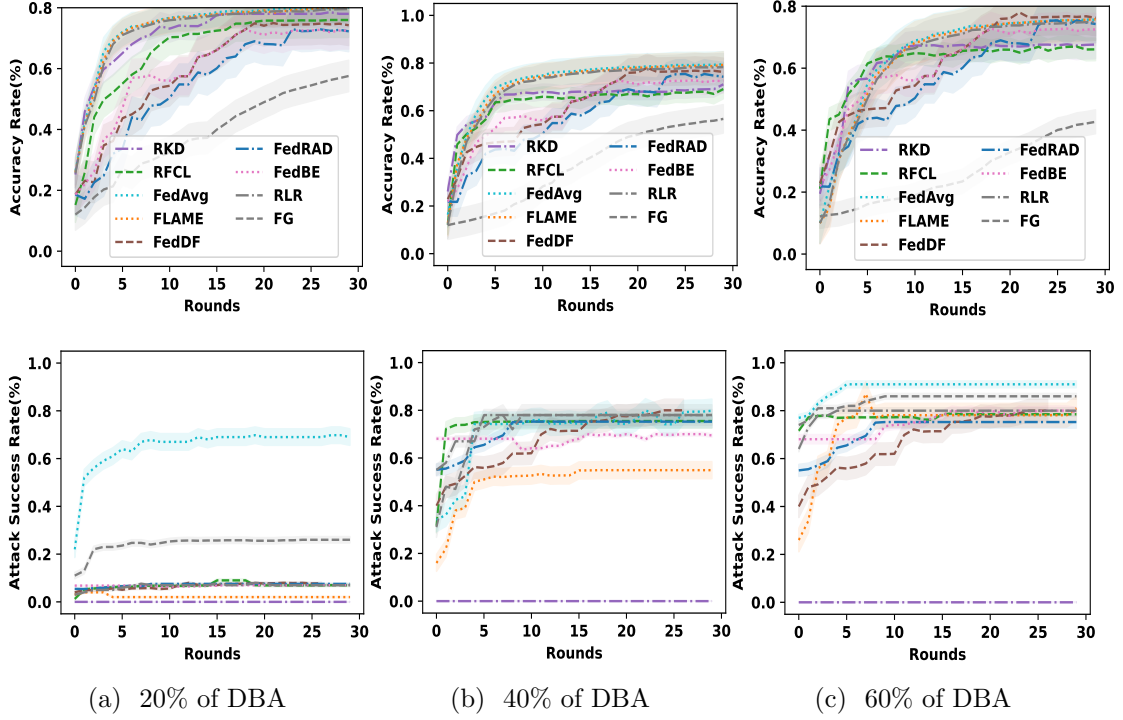 0.8
0.6
0.4
0.2
0.0
Accuracy Rate(%)
RKD
RFCL
FedAvg
FLAME
FedDF
FedRAD
FedBE
RLR
FG
0 5 10 15 20 25 30
Rounds
1.0
0.8
0.6
0.4
0.2
0.0
Accuracy Rate(%)
RKD
RFCL
FedAvg
FLAME
FedDF
FedRAD
FedBE
RLR
FG
0 5 10 15 20 25 30
Rounds
0.8
0.6
0.4
0.2
0.0
Accuracy Rate(%)
RKD
RFCL
FedAvg
FLAME
FedDF
FedRAD
FedBE
RLR
FG
0 5 10 15 20 25 30
Rounds
1.0
0.8
0.6
0.4
0.2
0.0
Attack Success Rate(%)
0 5 10 15 20 25 30
Rounds
1.0
0.8
0.6
0.4
0.2
0.0
Attack Success Rate(%)
0 5 10 15 20 25 30
Rounds
1.0
0.8
0.6
0.4
0.2
0.0
Attack Success Rate(%)
0 5 10 15 20 25 30
Rounds
(a) 20% of DBA
(b) 40% of DBA
(c) 60% of DBA